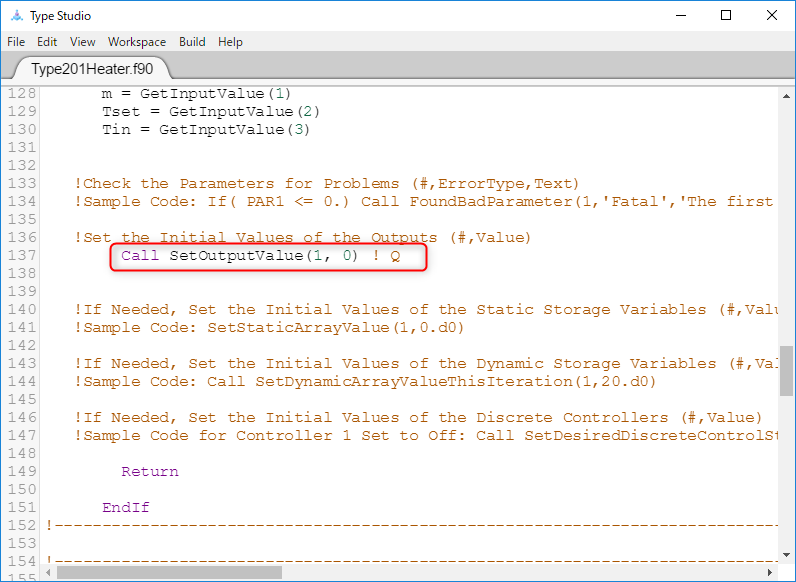 Type Studio
File Edit View Workspace Build Help
Type201Heater.f90
128 m = GetInputValue(1)
129 Tset = GetInputValue(2)
130 Tin = GetInputValue(3)
131
132
133 !Check the Parameters for Problems (#,ErrorType,Text)
134 !Sample Code: If( PAR1 <= 0.) Call FoundBadParameter(1,'Fatal','The first
135
136 !Set the Initial Values of the Outputs (#,Value)
137 Call SetOutputValue(1, 0) ! Q
138
139
140 !If Needed, Set the Initial Values of the Static Storage Variables (#,Valu
141 !Sample Code: SetStaticArrayValue(1,0.d0)
142
143 !If Needed, Set the Initial Values of the Dynamic Storage Variables (#,Val
144 !Sample Code: Call SetDynamicArrayValueThisIteration(1,20.d0)
145
146 !If Needed, Set the Initial Values of the Discrete Controllers (#,Value)
147 !Sample Code for Controller 1 Set to Off: Call SetDesiredDiscreteControlSt
148
149 Return
150
151 EndIf
152 !-----------------------------------------------------------------------------
153
154 !-----------------------------------------------------------------------------
155